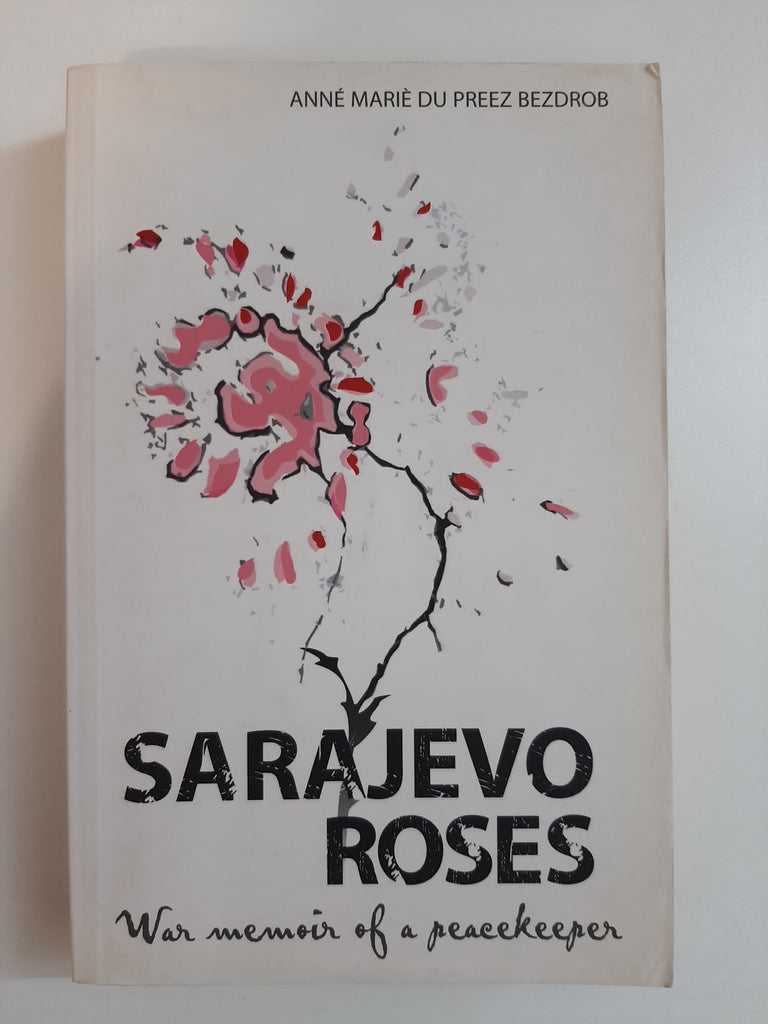 ANNÉ MARIÈ DU PREEZ BEZDROB
SARAJEVO
ROSES
War memoir of a peacekeeper